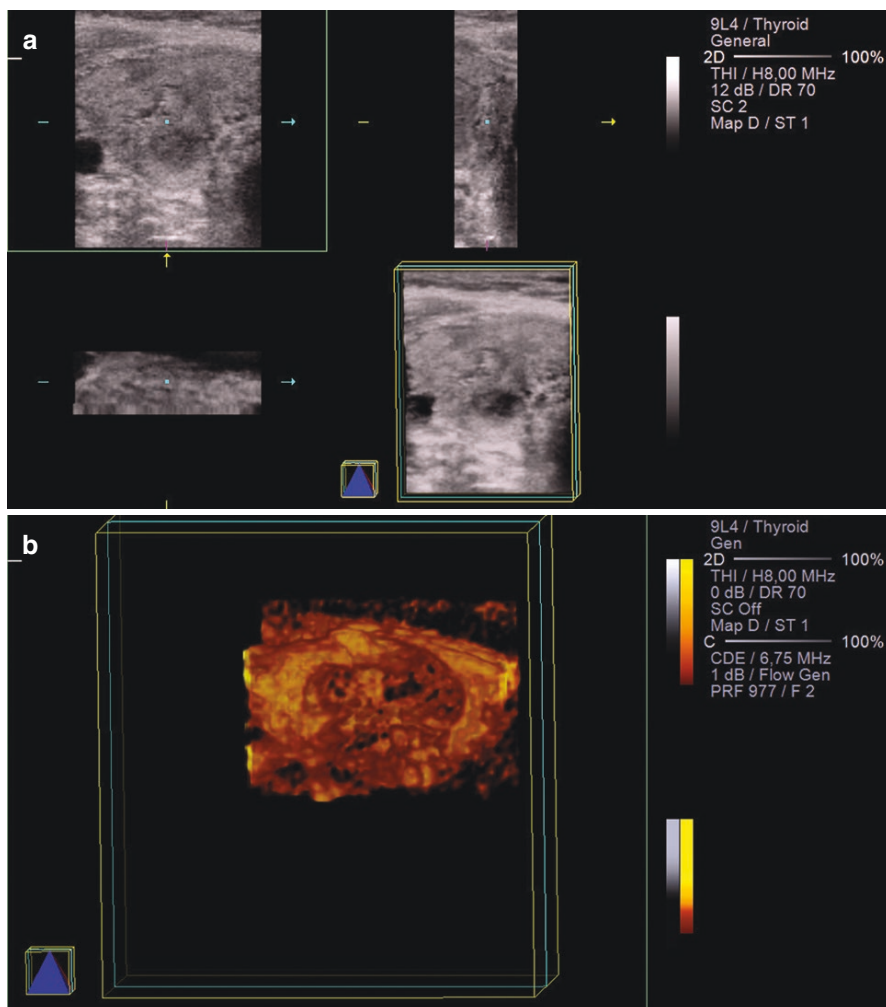 a
9L4 / Thyroid
General
2D 100%
THI / H8,00 MHz
12 dB / DR 70
SC 2
Map D / ST 1
b
9L4 / Thyroid
Gen
2D 100%
THI / H8,00 MHz
0 dB / DR 70
SC Off
Map D / ST 1
C 100%
CDE / 6,75 MHz
1 dB / Flow Gen
PRF 977 / F 2